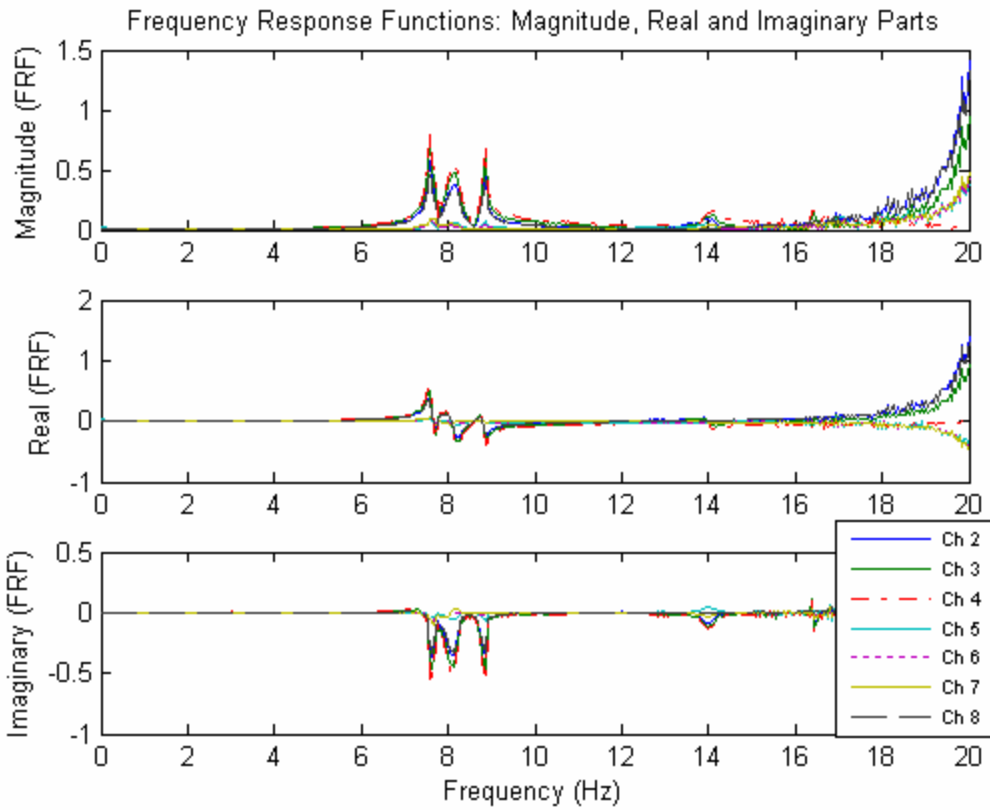 Frequency Response Functions: Magnitude, Real and Imaginary Parts
Magnitude (FRF)
1.5
1
0.5
0
0 2 4 6 8 10 12 14 16 18 20
Real (FRF)
2
1
0
-1
0 2 4 6 8 10 12 14 16 18 20
Imaginary (FRF)
0.5
0
-0.5
-1
0 2 4 6 8 10 12 14 16 18 20
Frequency (Hz)
Ch 2
Ch 3
Ch 4
Ch 5
Ch 6
Ch 7
Ch 8